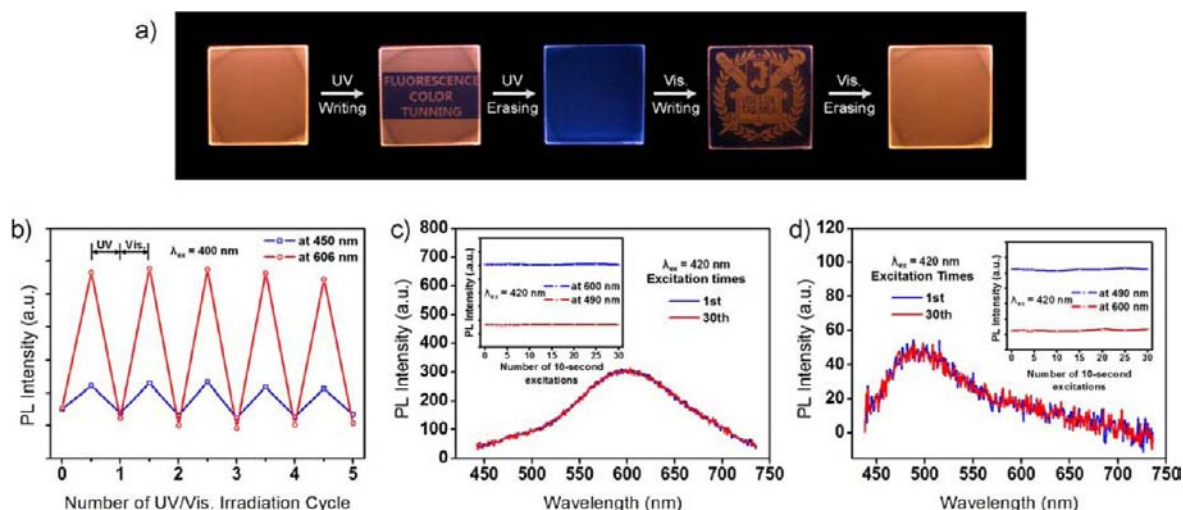 a)
UV
Writing
FLUORESCENCE
COLOR
TUNNING
UV
Erasing
Vis.
Writing
Vis.
Erasing
b)
UV
Vis.
λex = 400 nm
at 450 nm
at 606 nm
PL Intensity (a.u.)
0 1 2 3 4 5
Number of UV/Vis. Irradiation Cycle
c)
800
700
600
500
400
300
200
100
0
PL Intensity (a.u.)
PL Intensity (.a.u.)
λex = 420 nm
at 600 nm
at 490 nm
0 5 10 15 20 25 30
Number of 10-second
excitations
λex = 420 nm
Excitation times
1st
30th
450 500 550 600 650 700 750
Wavelength (nm)
d)
120
100
80
60
40
20
0
PL Intensity (a.u.)
λex = 420 nm
Excitation Times
1st
30th
PL Intensity (a.u.)
at 490 nm
λex = 420 nm
at 600 nm
0 5 10 15 20 25 30
Number of 10-second
excitations
450 500 550 600 650 700 750
Wavelength (nm)